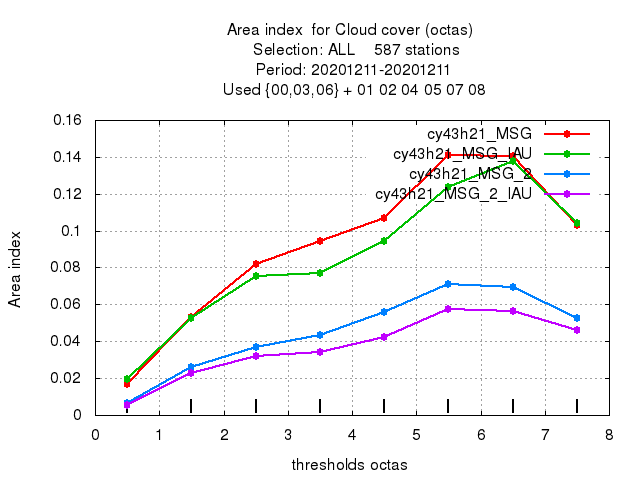 Area index  for Cloud cover (octas)
Selection: ALL    587 stations
Period: 20201211-20201211
Used {00,03,06} + 01 02 04 05 07 08
cy43h21_MSG
cy43h21_MSG_IAU
cy43h21_MSG_2
cy43h21_MSG_2_IAU
0.16
0.14
0.12
0.1
0.08
0.06
0.04
0.02
0
Area index
0 1 2 3 4 5 6 7 8
thresholds octas